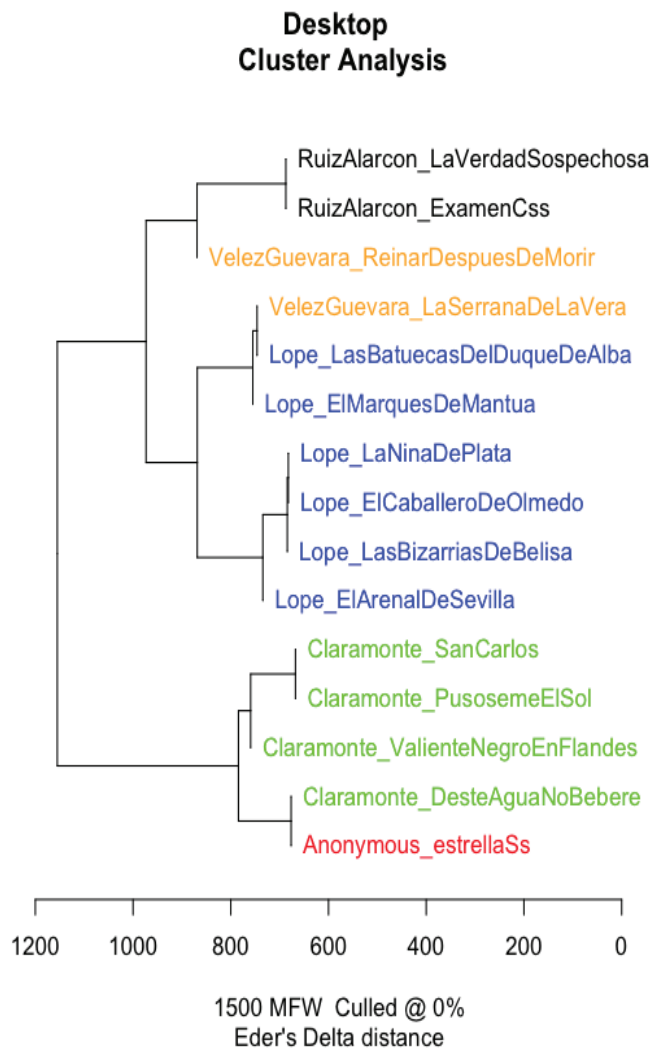 Desktop
Cluster Analysis
RuizAlarcon_LaVerdadSospechosa
RuizAlarcon_ExamenCss
VelezGuevara_ReinarDespuesDeMorir
VelezGuevara_LaSerranaDeLaVera
Lope_LasBatuecasDelDuqueDeAlba
Lope_ElMarquesDeMantua
Lope_LaNinaDePlata
Lope_ElCaballeroDeOlmedo
Lope_LasBizarriasDeBelisa
Lope_ElArenalDeSevilla
Claramonte_SanCarlos
Claramonte_PusosemeElSol
Claramonte_ValienteNegroEnFlandes
Claramonte_DesteAguaNoBebere
Anonymous_estrellaSs
1200 1000 800 600 400 200 0
1500 MFW Culled @ 0%
Eder's Delta distance